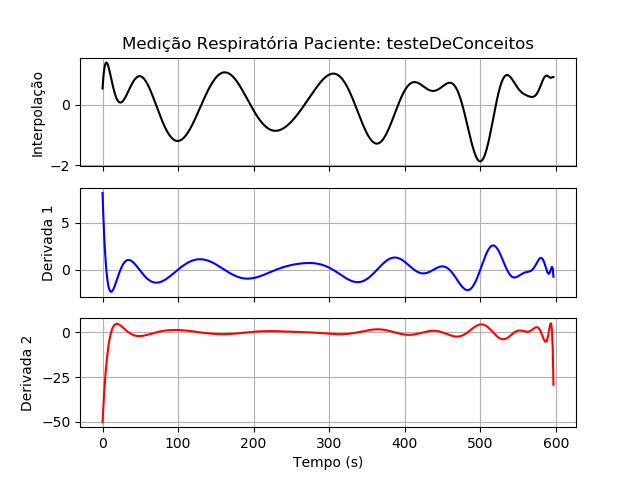 Medição Respiratória Paciente: testeDeConceitos
Interpolação
0
−2
Derivada 1
5
0
Derivada 2
0
−25
−50
0 100 200 300 400 500 600
Tempo (s)